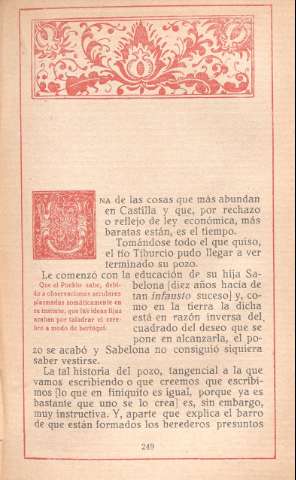 UNA de las cosas que más abundan
en Castilla y que, por rechazo
o reflejo de ley económica, más
baratas están, es el tiempo.
Tomándose todo el que quiso,
el tío Tiburcio pudo llegar a ver
terminado su pozo.
Le comenzó con la educación de su hija Sa-
belona [diez años hacía de
tan infausto suceso] y, co-
mo en la tierra la dicha
está en razón inversa del
cuadrado del deseo que se
pone en alcanzarla, el po-
zo se acabó y Sabelona no consiguió siquiera
saber vestirse.
La tal historia del pozo, tangencial a la que
vamos escribiendo o que creemos que escribi-
mos [lo que en finiquito es igual, porque ya es
bastante que uno se lo crea] es, sin embargo,
muy instructiva. Y, aparte que explica el barro
de que están formados los herederos presuntos
Que el Pueblo sabe, debi-
do a observaciones seculares
alambicadas
en
su meiosis, que las ideas fijas
acaban por taladrar el cere-
bro a modo de berbiquí.
249